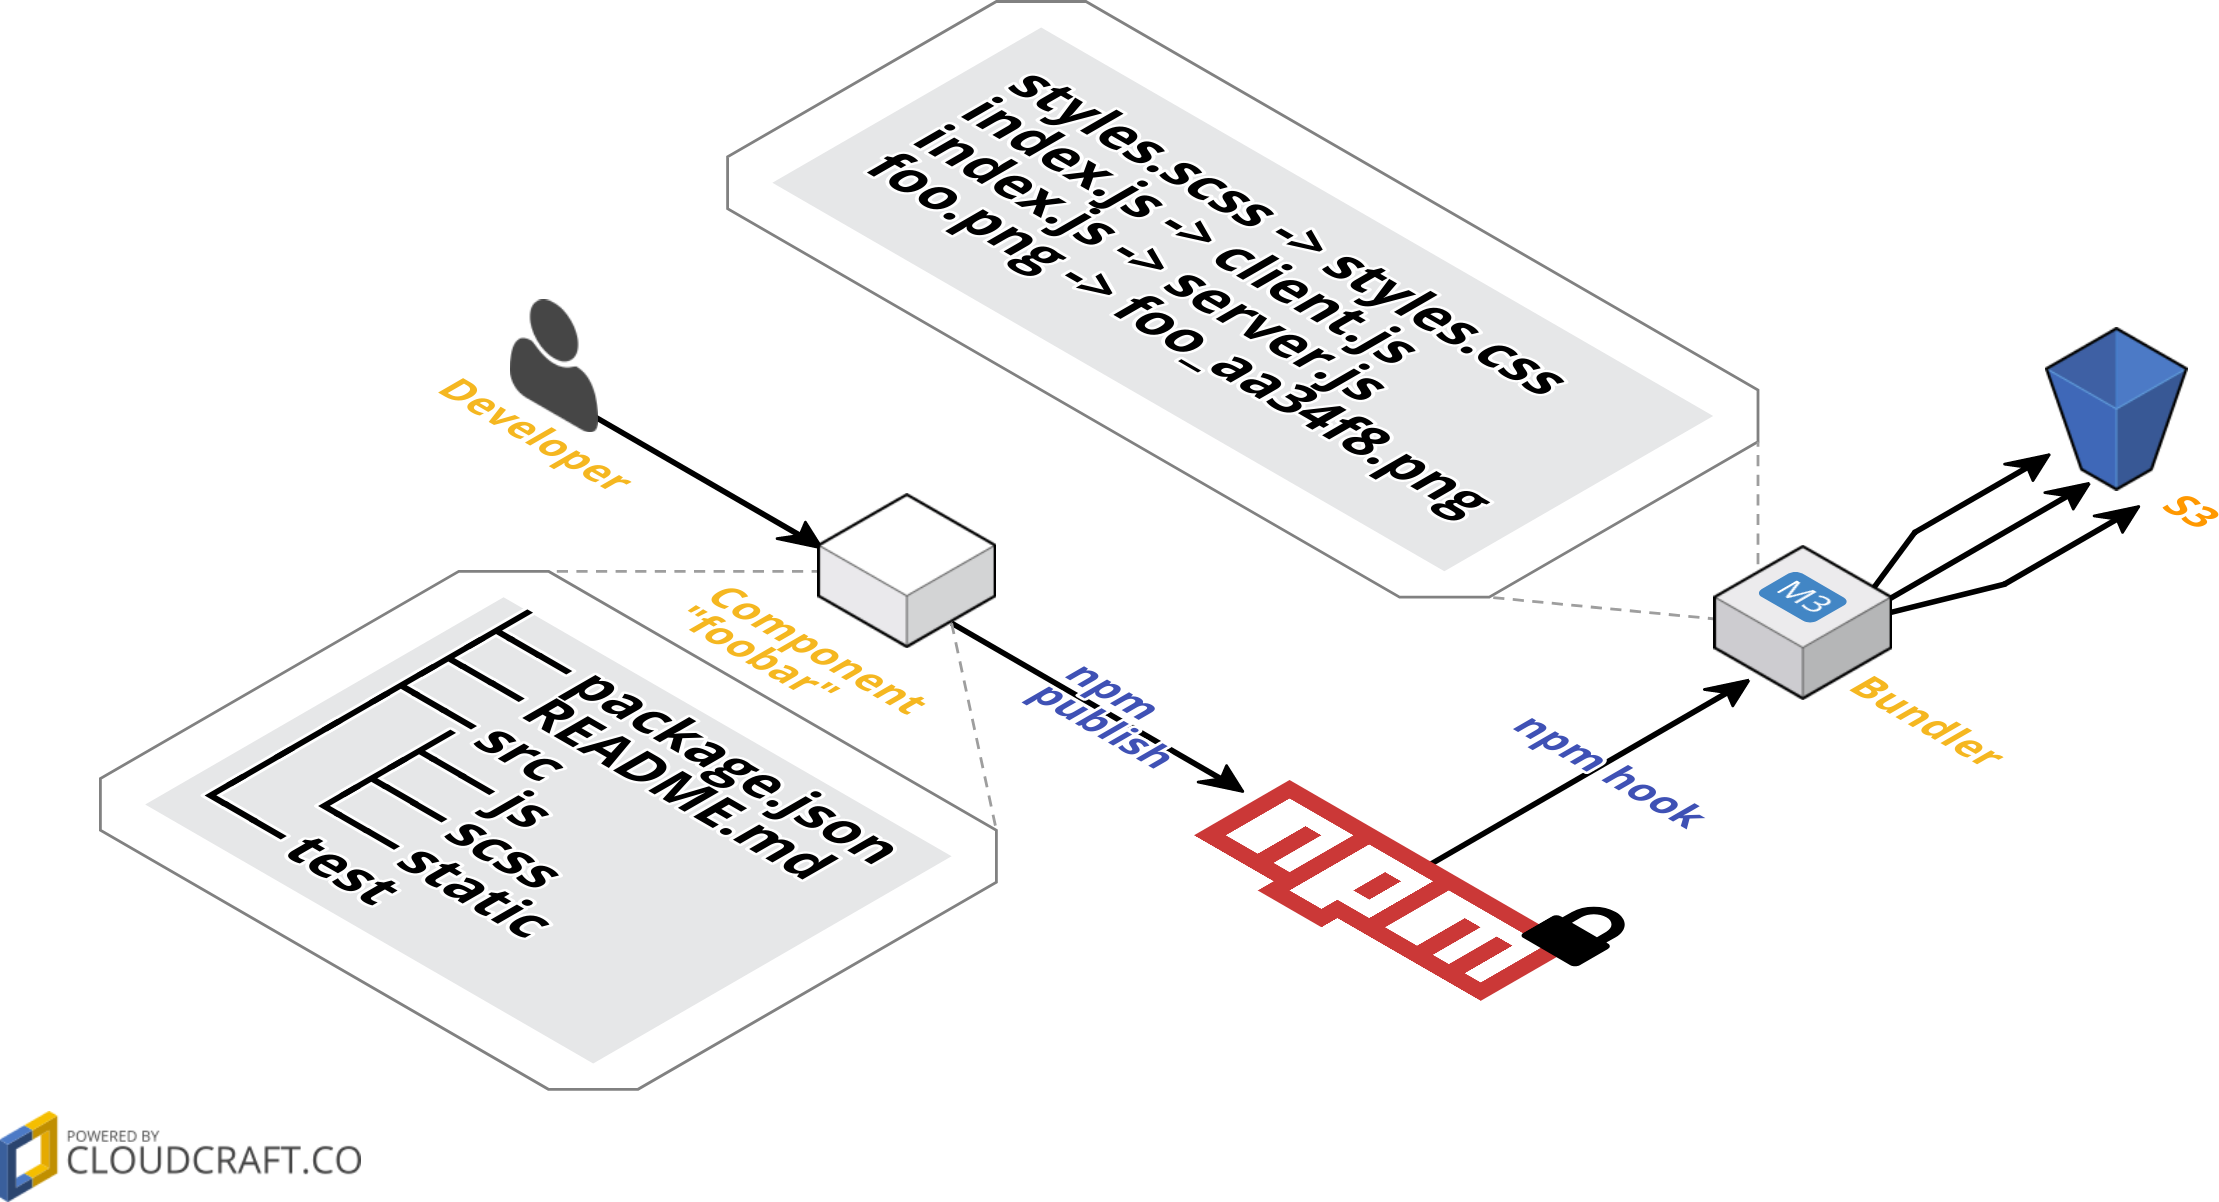 styles.scss -> styles.css
index.js -> client.js
index.js -> server.js
foo.png -> foo_aa34f8.png
Developer
S3
Component
"foobar"
M3
Bundler
package.json
README.md
src
js
scss
static
test
npm
publish
npm hook
npm
POWERED BY
CLOUDCRAFT.CO